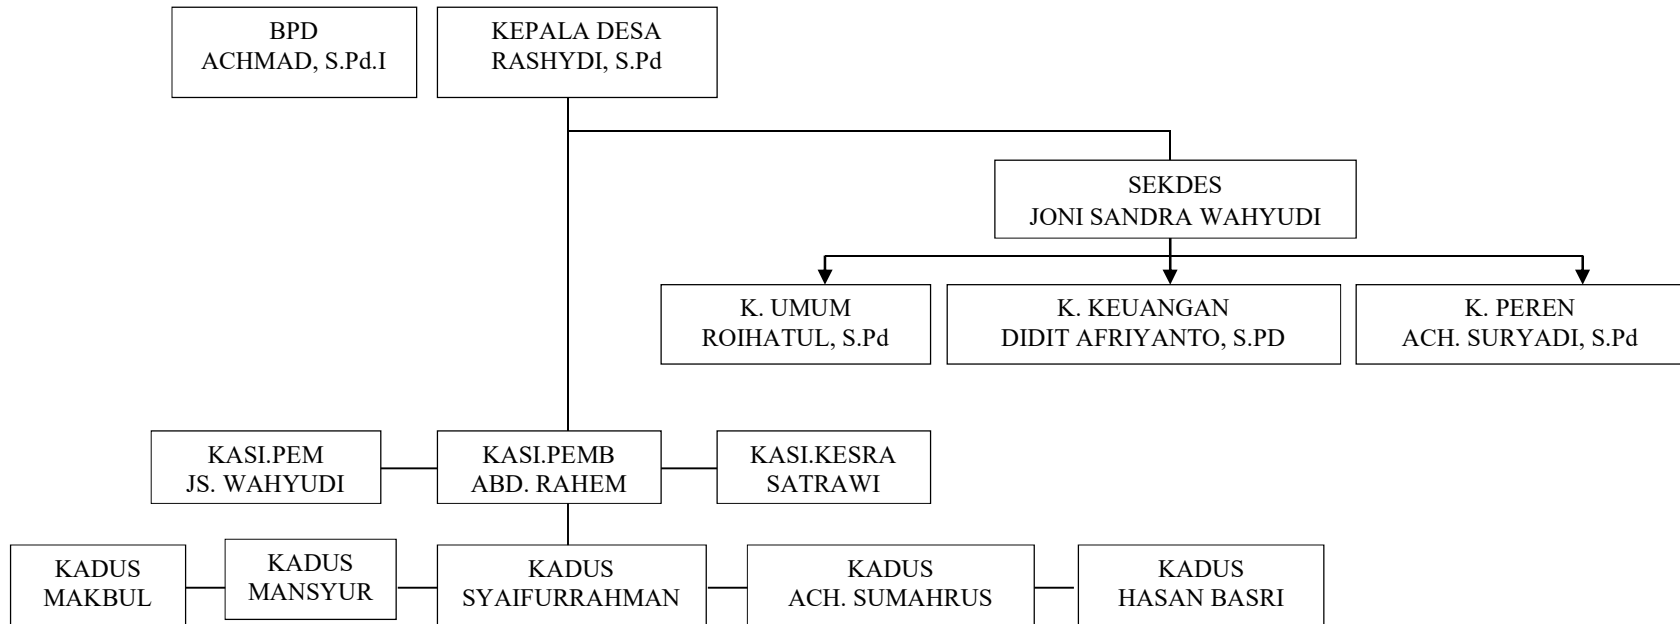 BPD
ACHMAD, S.Pd.I
KEPALA DESA
RASHYDI, S.Pd
SEKDES
JONI SANDRA WAHYUDI
K. UMUM
ROIHATUL, S.Pd
K. KEUANGAN
DIDIT AFRIYANTO, S.PD
K. PEREN
ACH. SURYADI, S.Pd
KASI.PEM
JS. WAHYUDI
KASI.PEMB
ABD. RAHEM
KASI.KESRA
SATRAWI
KADUS
MAKBUL
KADUS
MANSYUR
KADUS
SYAIFURRAHMAN
KADUS
ACH. SUMAHRUS
KADUS
HASAN BASRI